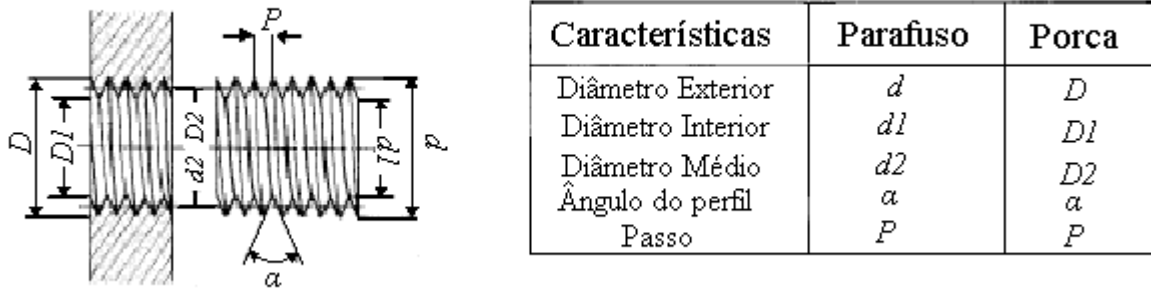 P
D
D1
d2 D2
d1
d
α
Características Parafuso Porca
Diâmetro Exterior d D
Diâmetro Interior d1 D1
Diâmetro Médio d2 D2
Ângulo do perfil α α
Passo P P